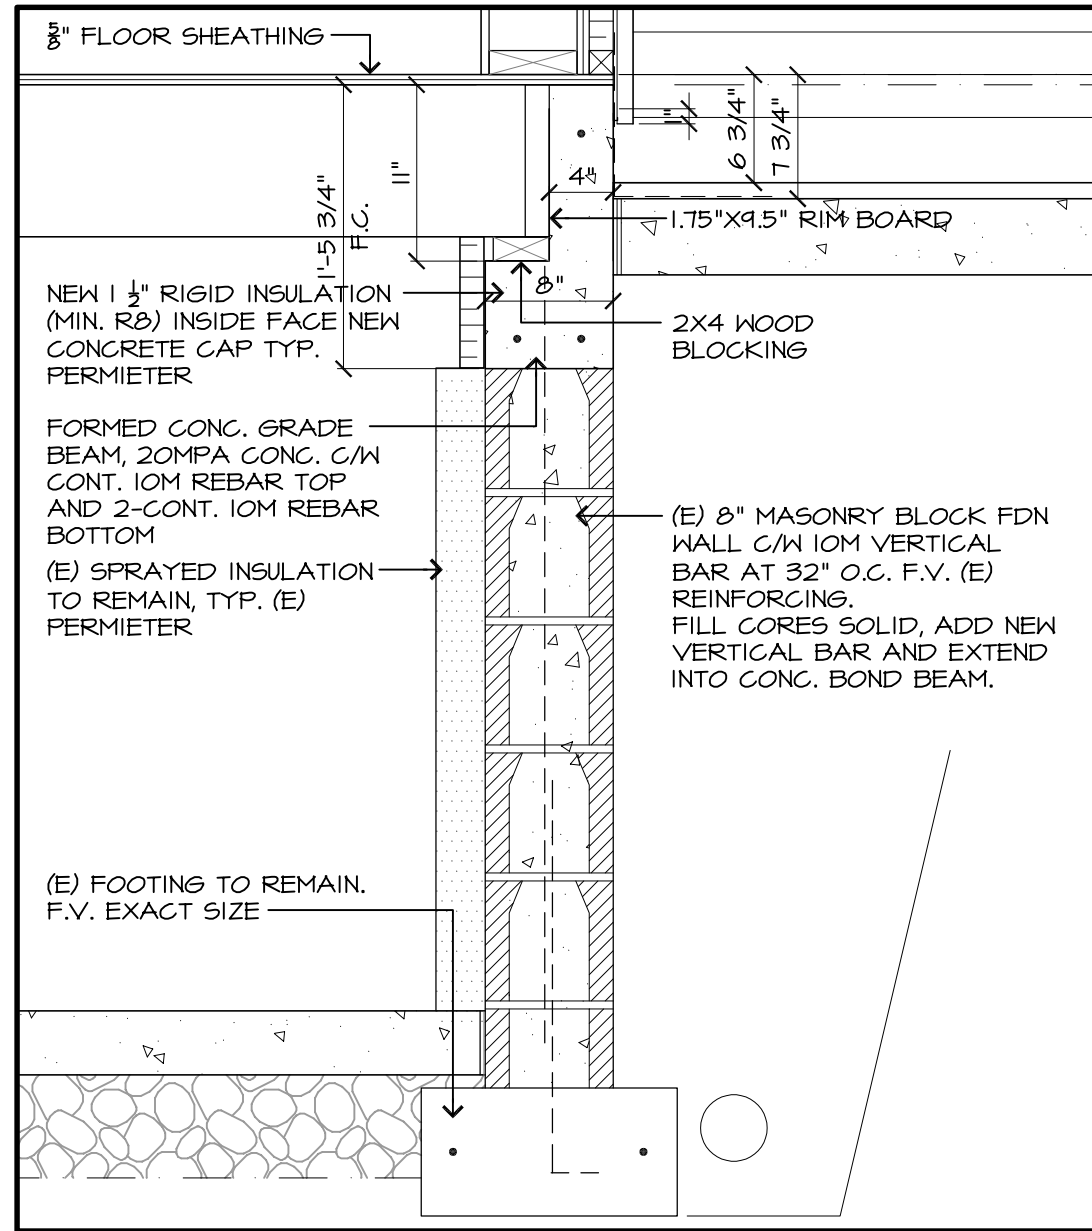 5/8" FLOOR SHEATHING
1'-5 3/4"
F.C.
11"
4"
8"
1"
6 3/4"
7 3/4"
1.75"X9.5" RIM BOARD
NEW 1 1/2" RIGID INSULATION
(MIN. R8) INSIDE FACE NEW
CONCRETE CAP TYP.
PERMIETER
2X4 WOOD
BLOCKING
FORMED CONC. GRADE
BEAM, 20MPA CONC. C/W
CONT. 10M REBAR TOP
AND 2-CONT. 10M REBAR
BOTTOM
(E) SPRAYED INSULATION
TO REMAIN, TYP. (E)
PERMIETER
(E) 8" MASONRY BLOCK FDN
WALL C/W 10M VERTICAL
BAR AT 32" O.C. F.V. (E)
REINFORCING.
FILL CORES SOLID, ADD NEW
VERTICAL BAR AND EXTEND
INTO CONC. BOND BEAM.
(E) FOOTING TO REMAIN.
F.V. EXACT SIZE